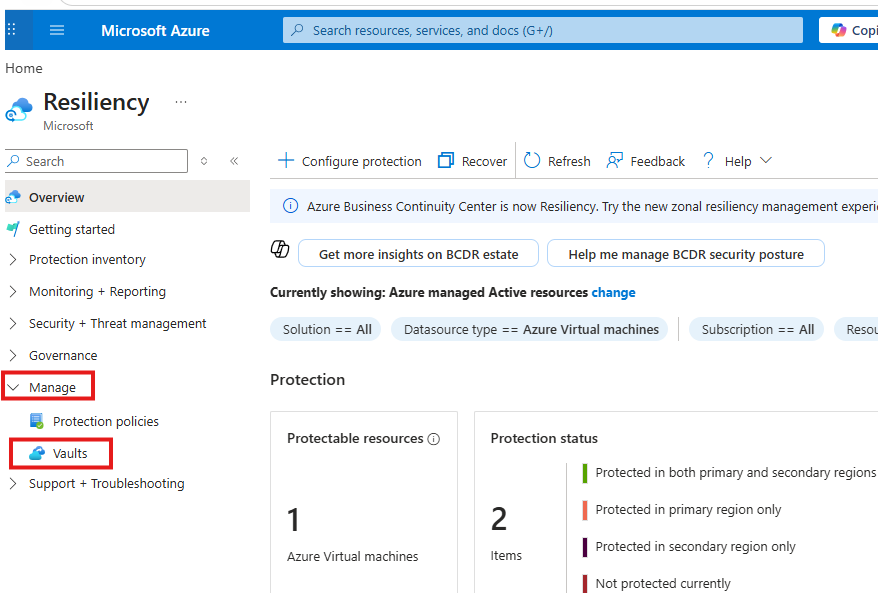 Microsoft Azure
Search resources, services, and docs (G+/)
Copi
Home
Resiliency
...
Microsoft
Search
Configure protection
Recover
Refresh
Feedback
Help
Overview
Getting started
Protection inventory
Monitoring + Reporting
Security + Threat management
Governance
Manage
Protection policies
Vaults
Support + Troubleshooting
Azure Business Continuity Center is now Resiliency. Try the new zonal resiliency management experi
Get more insights on BCDR estate
Help me manage BCDR security posture
Currently showing: Azure managed Active resources change
Solution == All
Datasource type == Azure Virtual machines
Subscription == All
Resou
Protection
Protectable resources
1
Azure Virtual machines
Protection status
2
Items
Protected in both primary and secondary regions
Protected in primary region only
Protected in secondary region only
Not protected currently